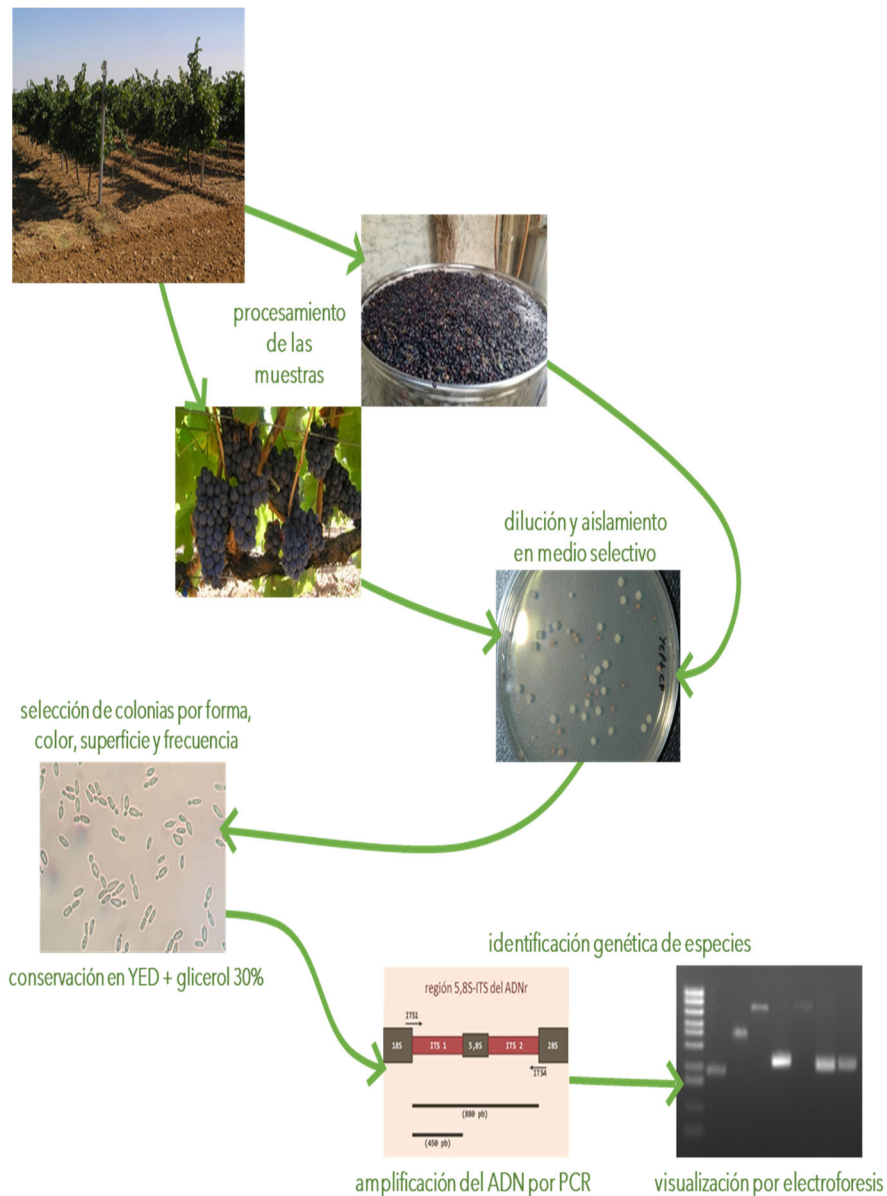 procesamiento
de las
muestras
dilución y aislamiento
en medio selectivo
YEPD+CP
selección de colonias por forma,
color, superficie y frecuencia
conservación en YED + glicerol 30%
identificación genética de especies
región 5,8S-ITS del ADNr
ITS1
18S ITS 1 5,8S ITS 2 28S
ITS4
(880 pb)
(450 pb)
amplificación del ADN por PCR
visualización por electroforesis